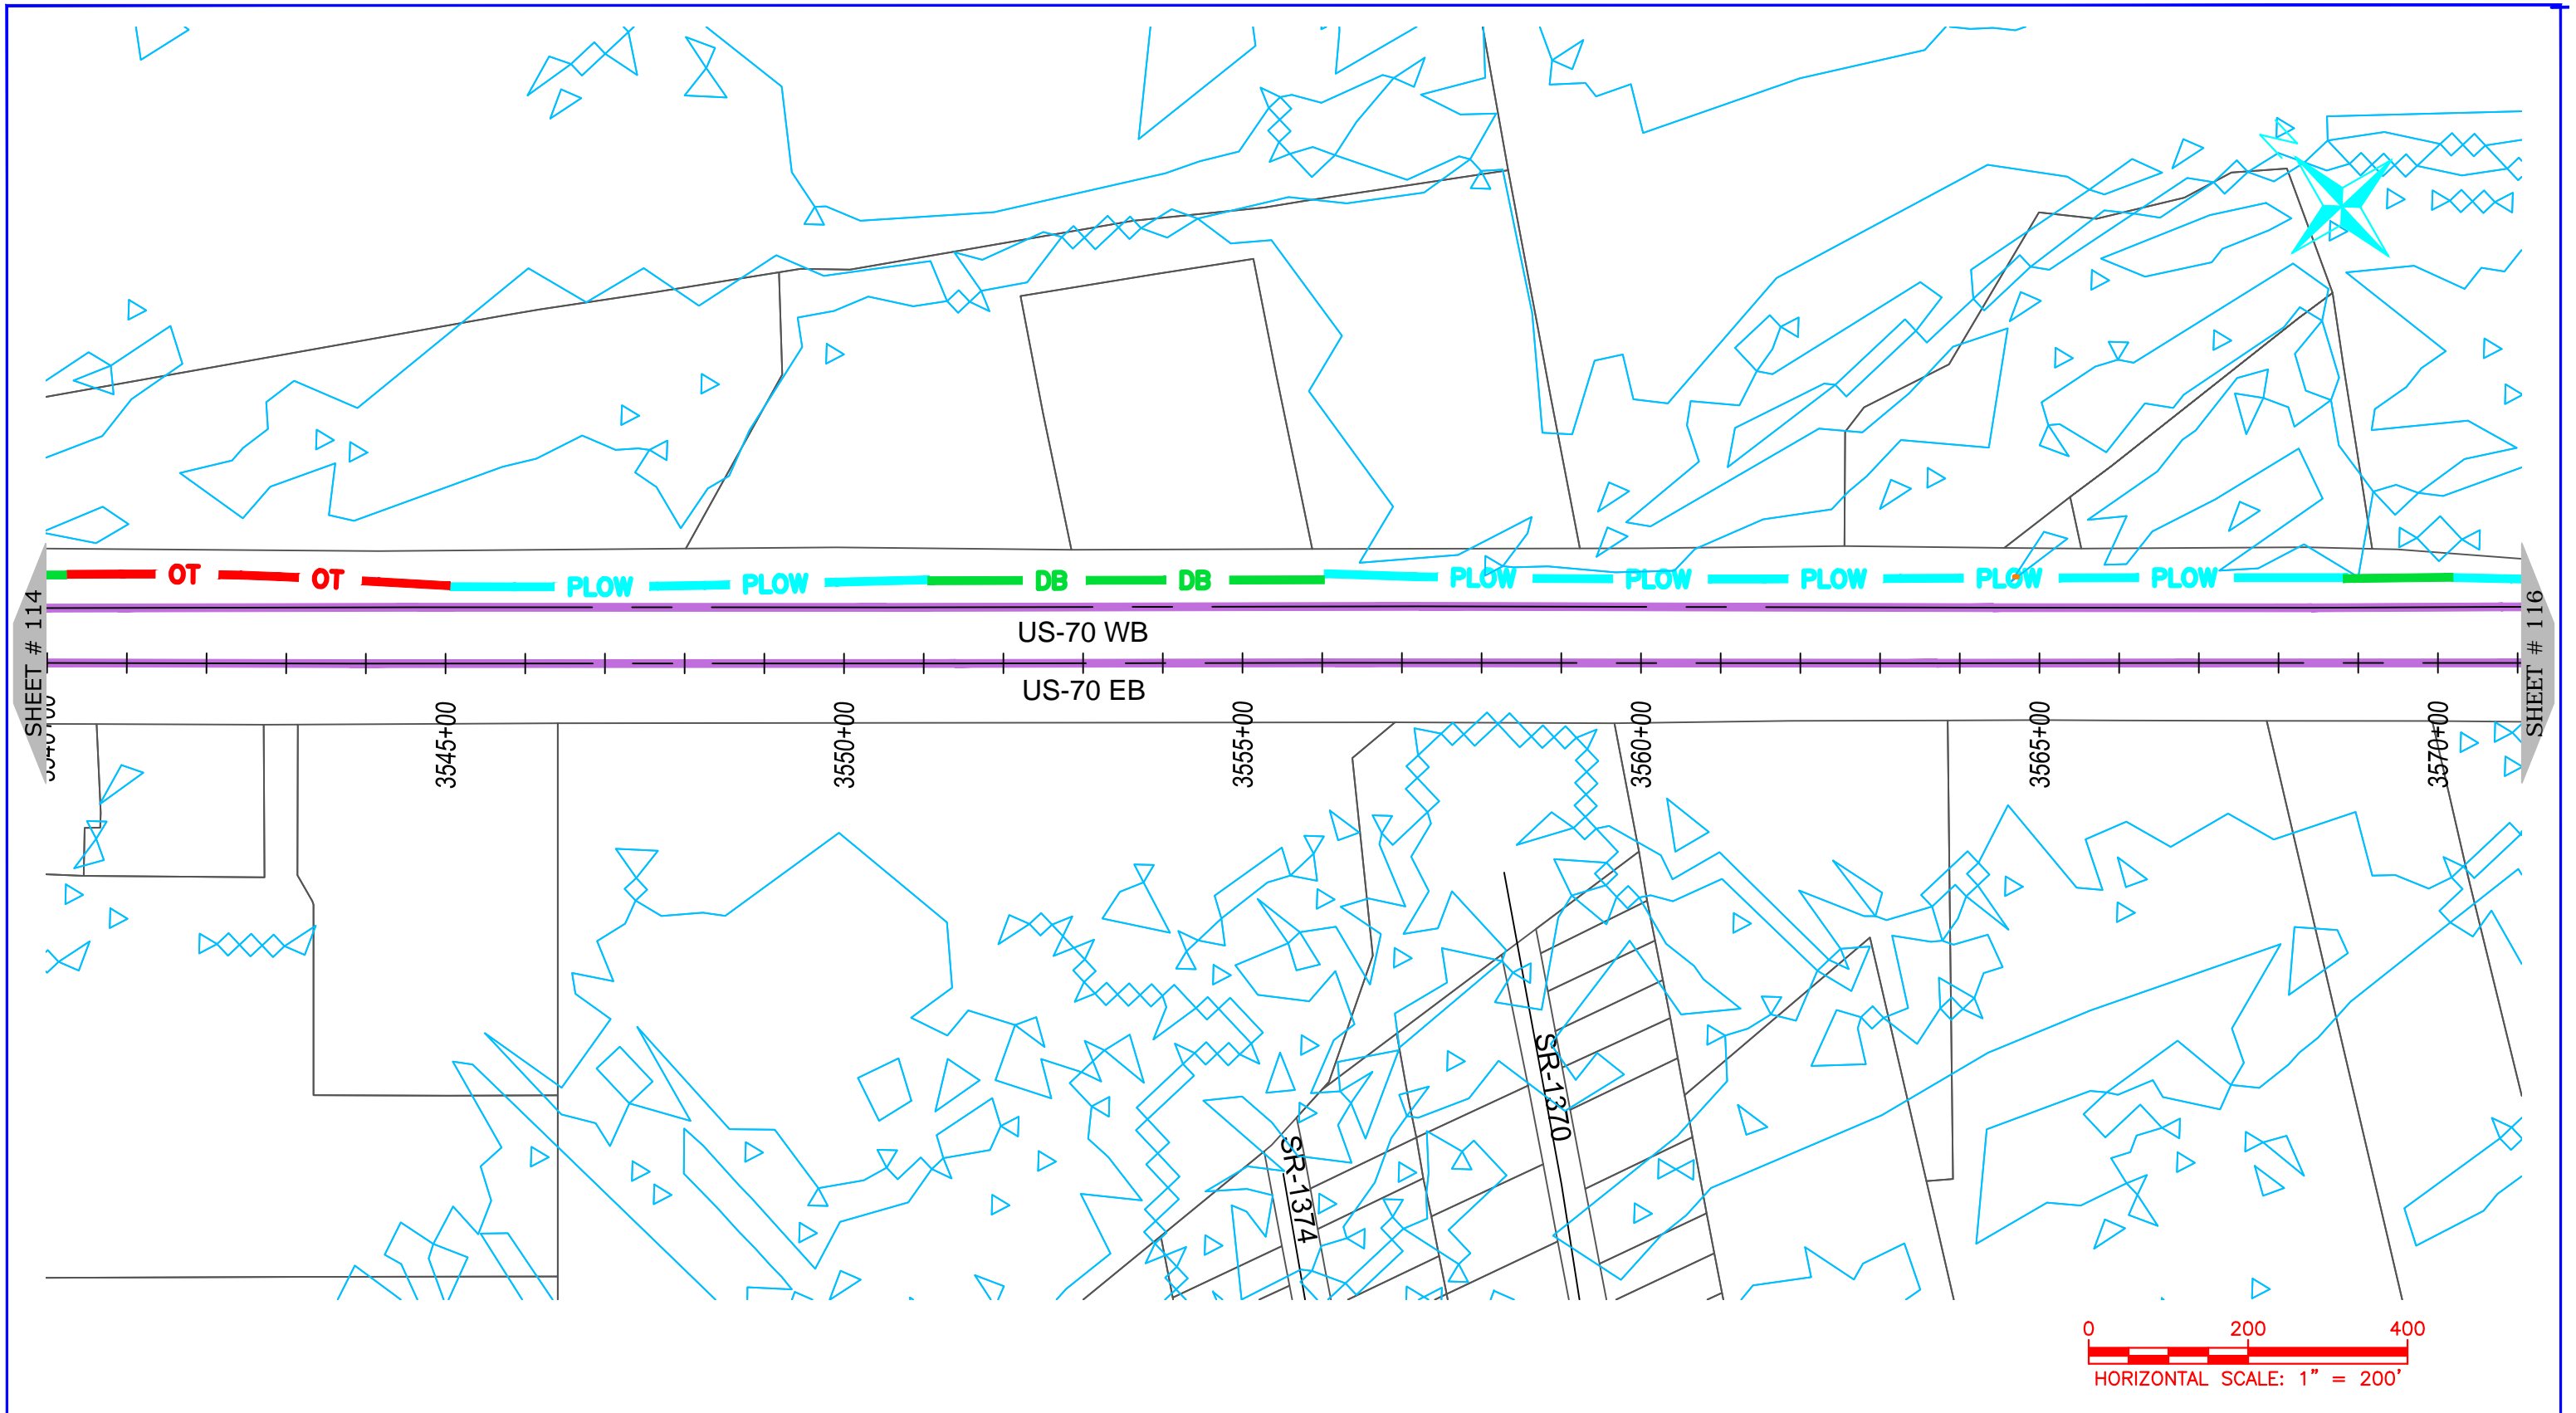 OT OT PLOW PLOW DB DB PLOW PLOW PLOW PLOW PLOW
US-70 WB
US-70 EB
SHEET # 114
SHEET # 116
3545+00
3550+00
3555+00
3560+00
3565+00
3570+00
SR-1370
SR-1374
0 200 400
HORIZONTAL SCALE: 1" = 200'